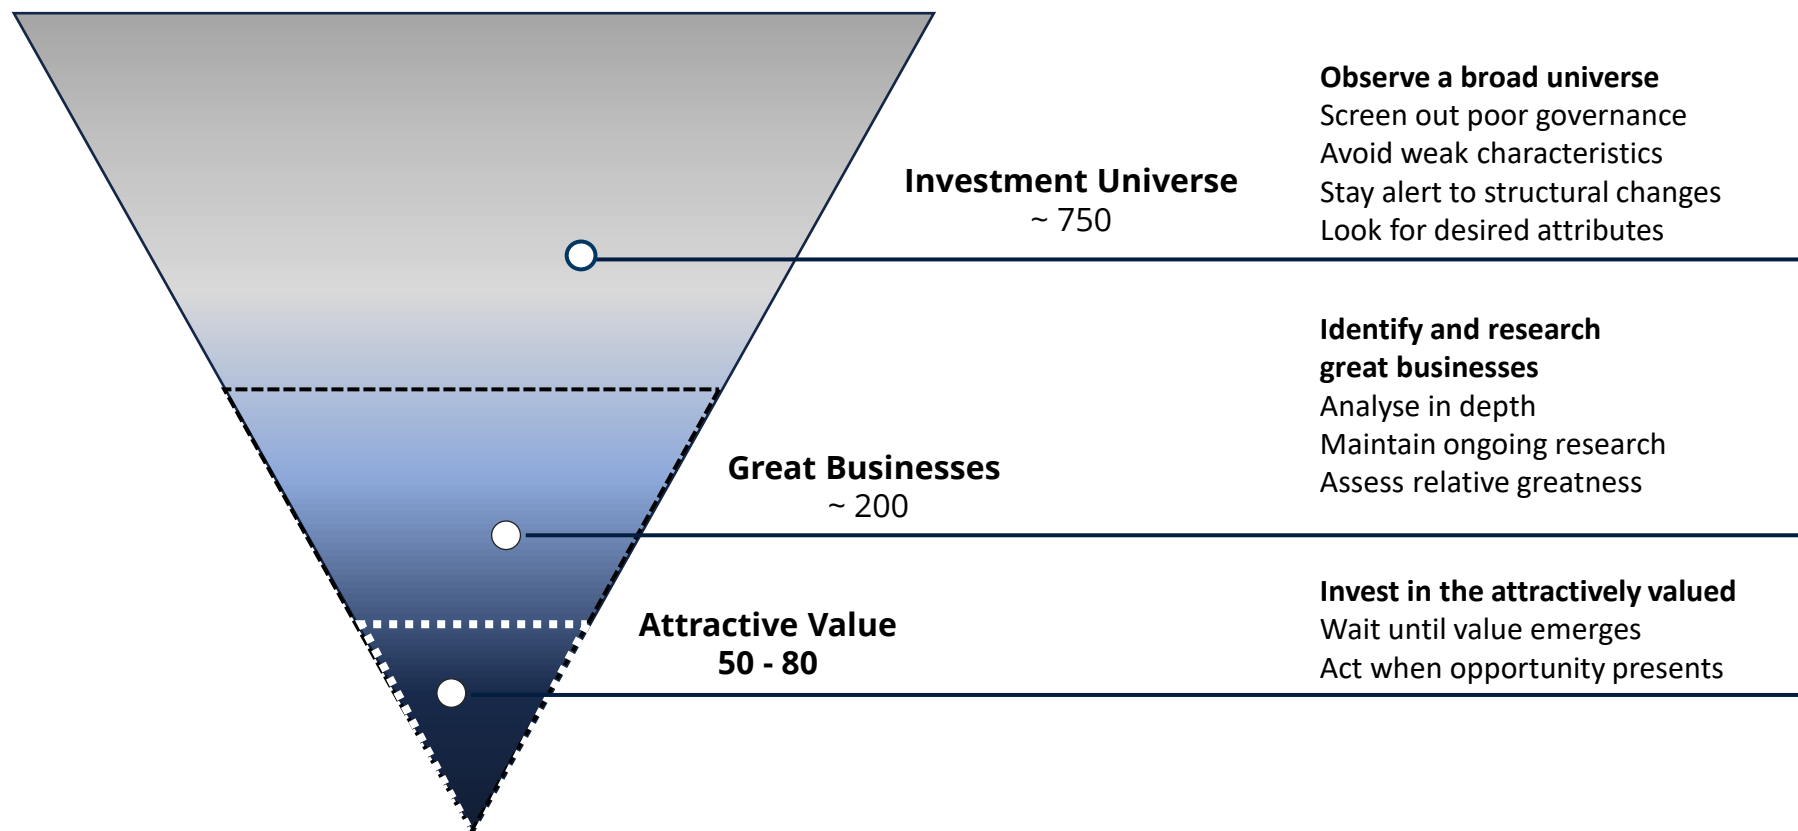 Observe a broad universe
Screen out poor governance
Avoid weak characteristics
Stay alert to structural changes
Look for desired attributes
Investment Universe
~ 750
Identify and research
great businesses
Analyse in depth
Maintain ongoing research
Assess relative greatness
Great Businesses
~ 200
Invest in the attractively valued
Wait until value emerges
Act when opportunity presents
Attractive Value
50 - 80